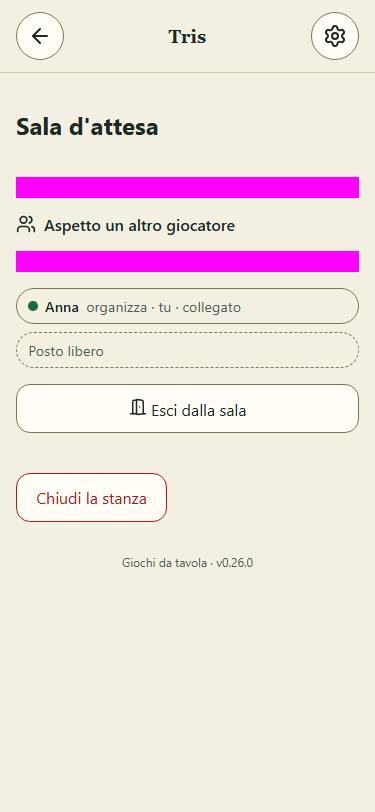 Tris
Sala d'attesa
Aspetto un altro giocatore
Anna organizza · tu · collegato
Posto libero
Esci dalla sala
Chiudi la stanza
Giochi da tavola · v0.26.0